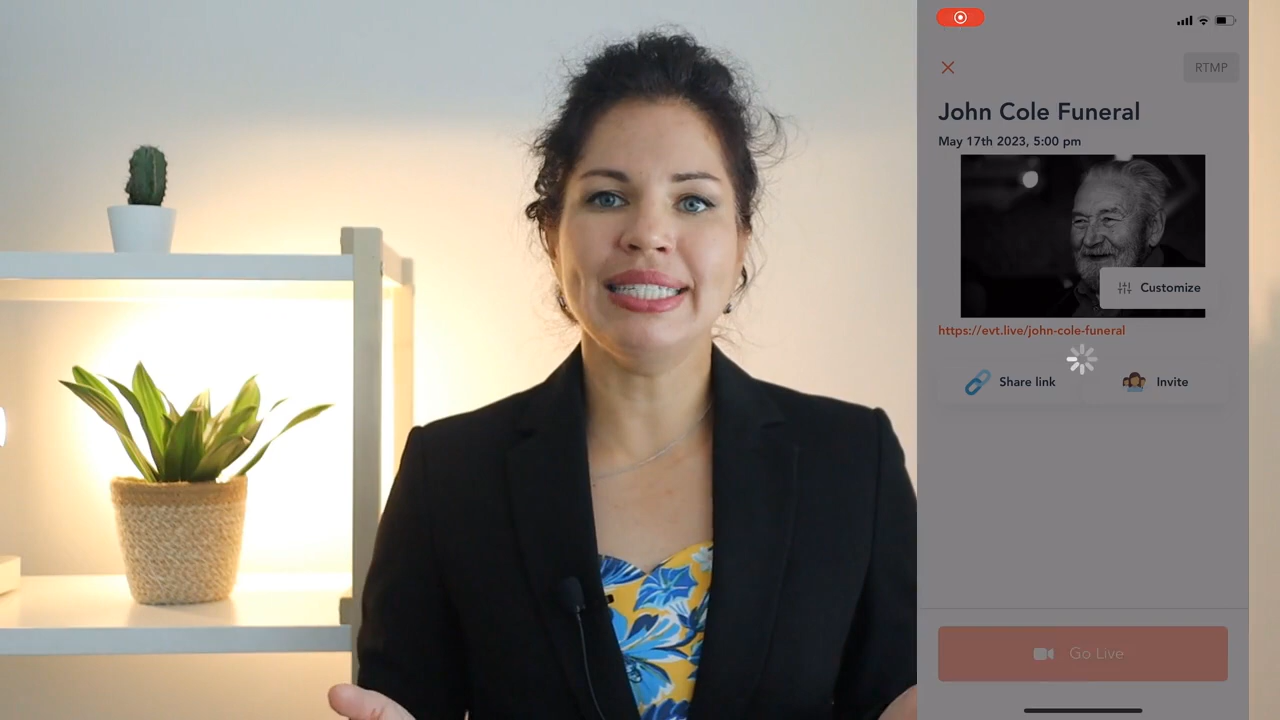 RTMP
John Cole Funeral
May 17th 2023, 5:00 pm
Customize
https://evt.live/john-cole-funeral
Share link
Invite
Go Live